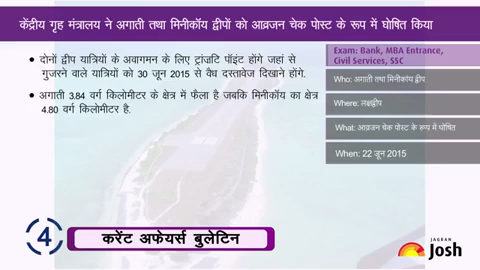 केंद्रीय गृह मंत्रालय ने अगाती तथा मिनीकॉय द्वीपों को आव्रजन चेक पोस्ट के रूप में घोषित किया
• दोनों द्वीप यात्रियों के अवागमन के लिए ट्रांजटि पॉइंट होंगे जहां से
गुजरने वाले यात्रियों को 30 जून 2015 से वैध दस्तावेज दिखाने होंगे.
• अगाती 3.84 वर्ग किलोमीटर के क्षेत्र में फैला है जबकि मिनीकॉय का क्षेत्र
4.80 वर्ग किलोमीटर है.
Exam: Bank, MBA Entrance,
Civil Services, SSC
Who: अगाती तथा मिनीकॉय द्वीप
Where: लक्षद्वीप
What: आव्रजन चेक पोस्ट के रूप में घोषित
When: 22 जून 2015
4
करेंट अफेयर्स बुलेटिन
JAGRAN
Josh